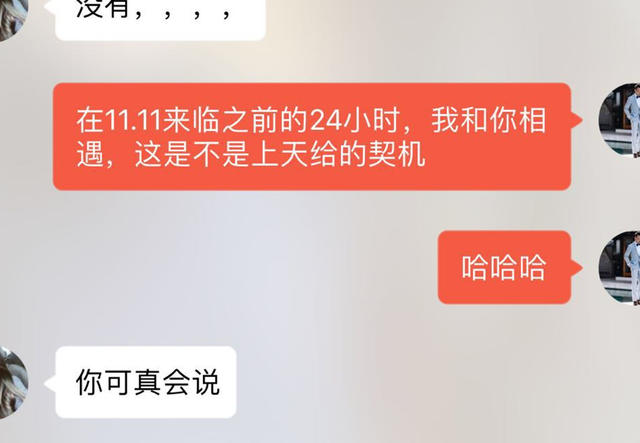 没有，，，，
在11.11来临之前的24小时，我和你相
遇，这是不是上天给的契机
哈哈哈
你可真会说